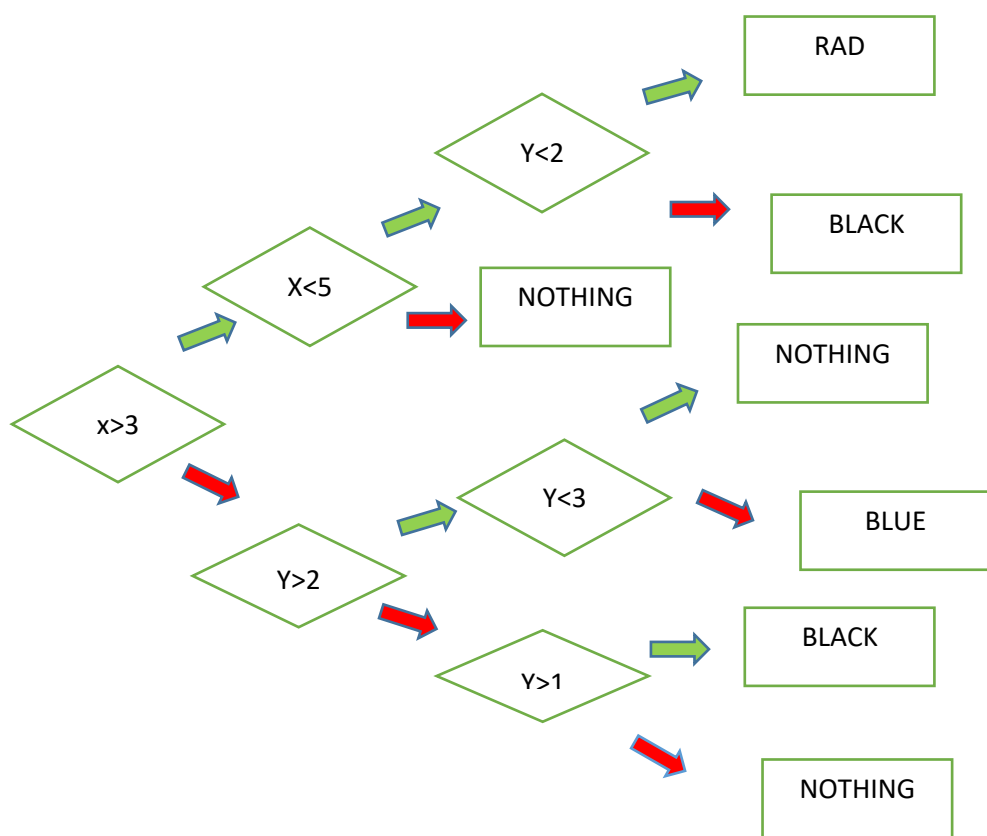 RAD
Y<2
BLACK
X<5
NOTHING
NOTHING
x>3
Y<3
BLUE
Y>2
BLACK
Y>1
NOTHING